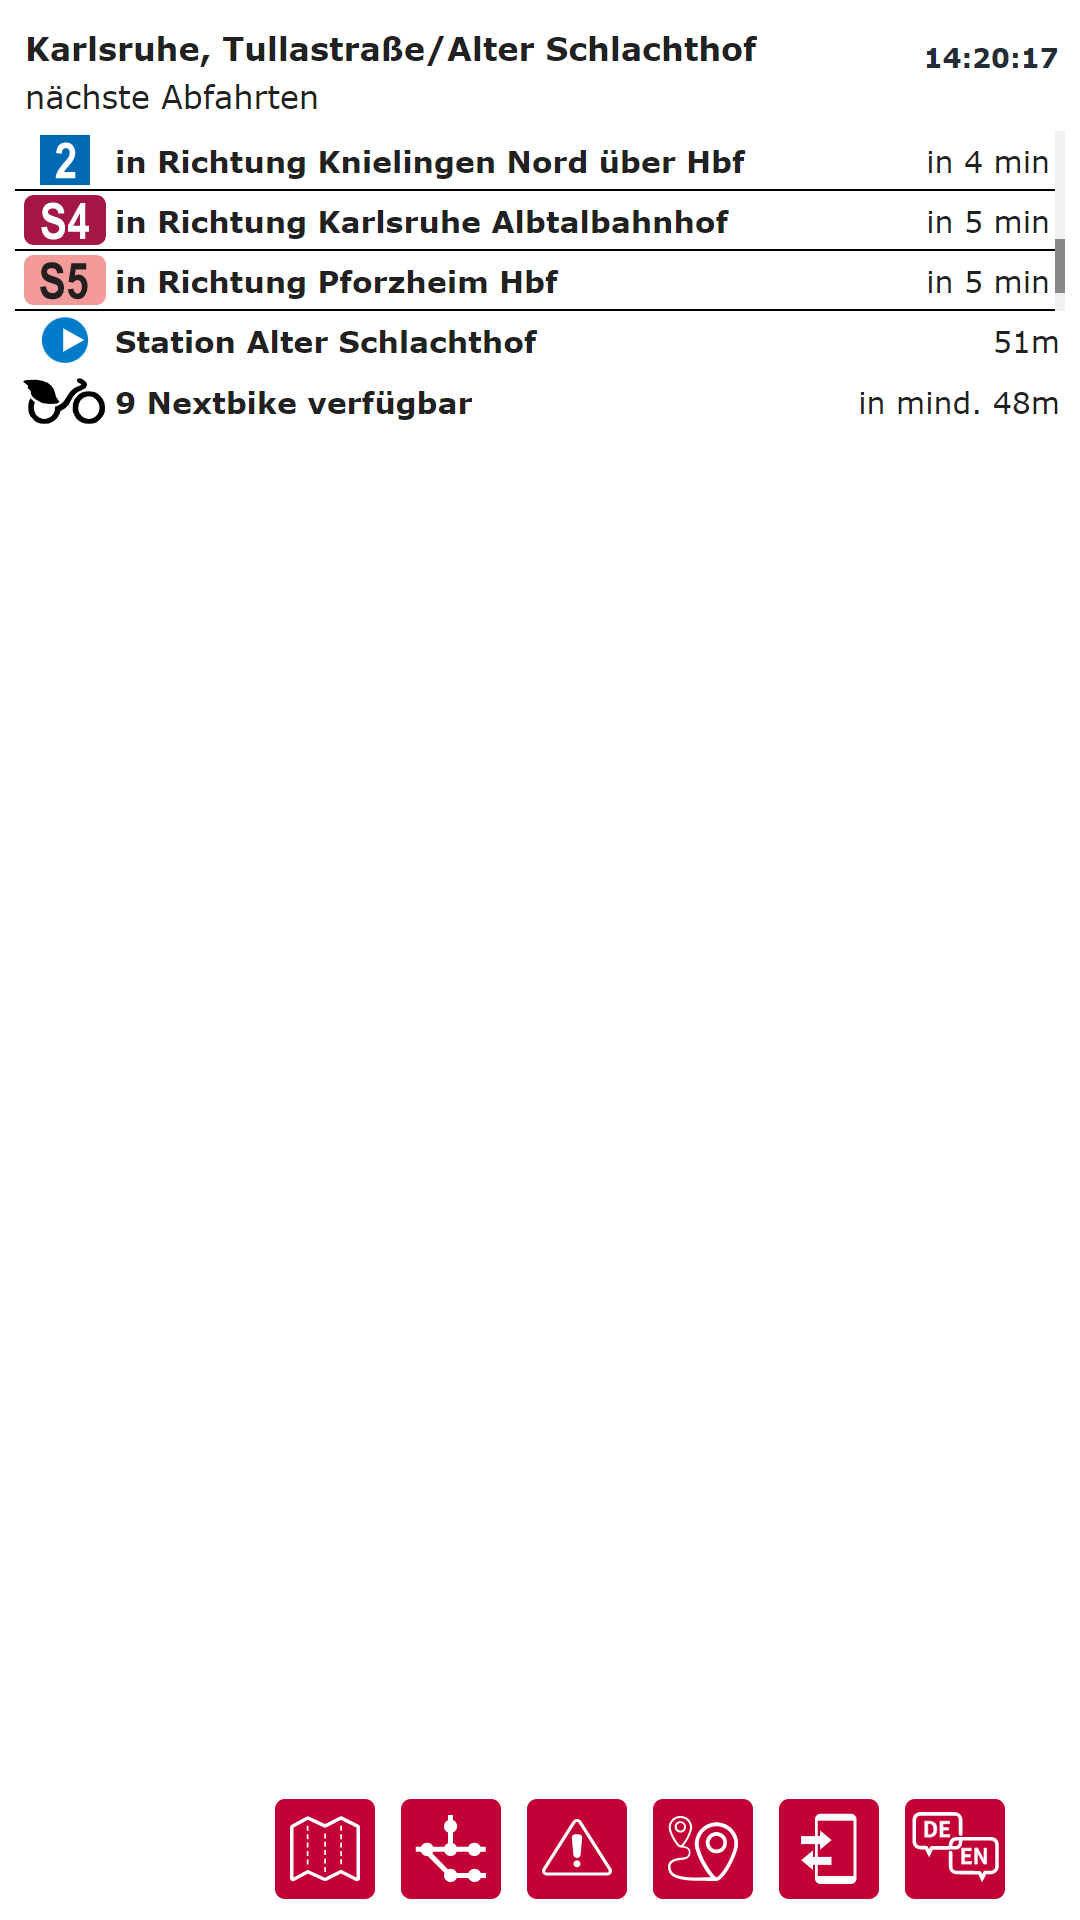 Karlsruhe, Tullastraße/Alter Schlachthof 14:20:17
nächste Abfahrten
2 in Richtung Knielingen Nord über Hbf in 4 min
S4 in Richtung Karlsruhe Albtalbahnhof in 5 min
S5 in Richtung Pforzheim Hbf in 5 min
Station Alter Schlachthof 51m
9 Nextbike verfügbar in mind. 48m
DE
EN